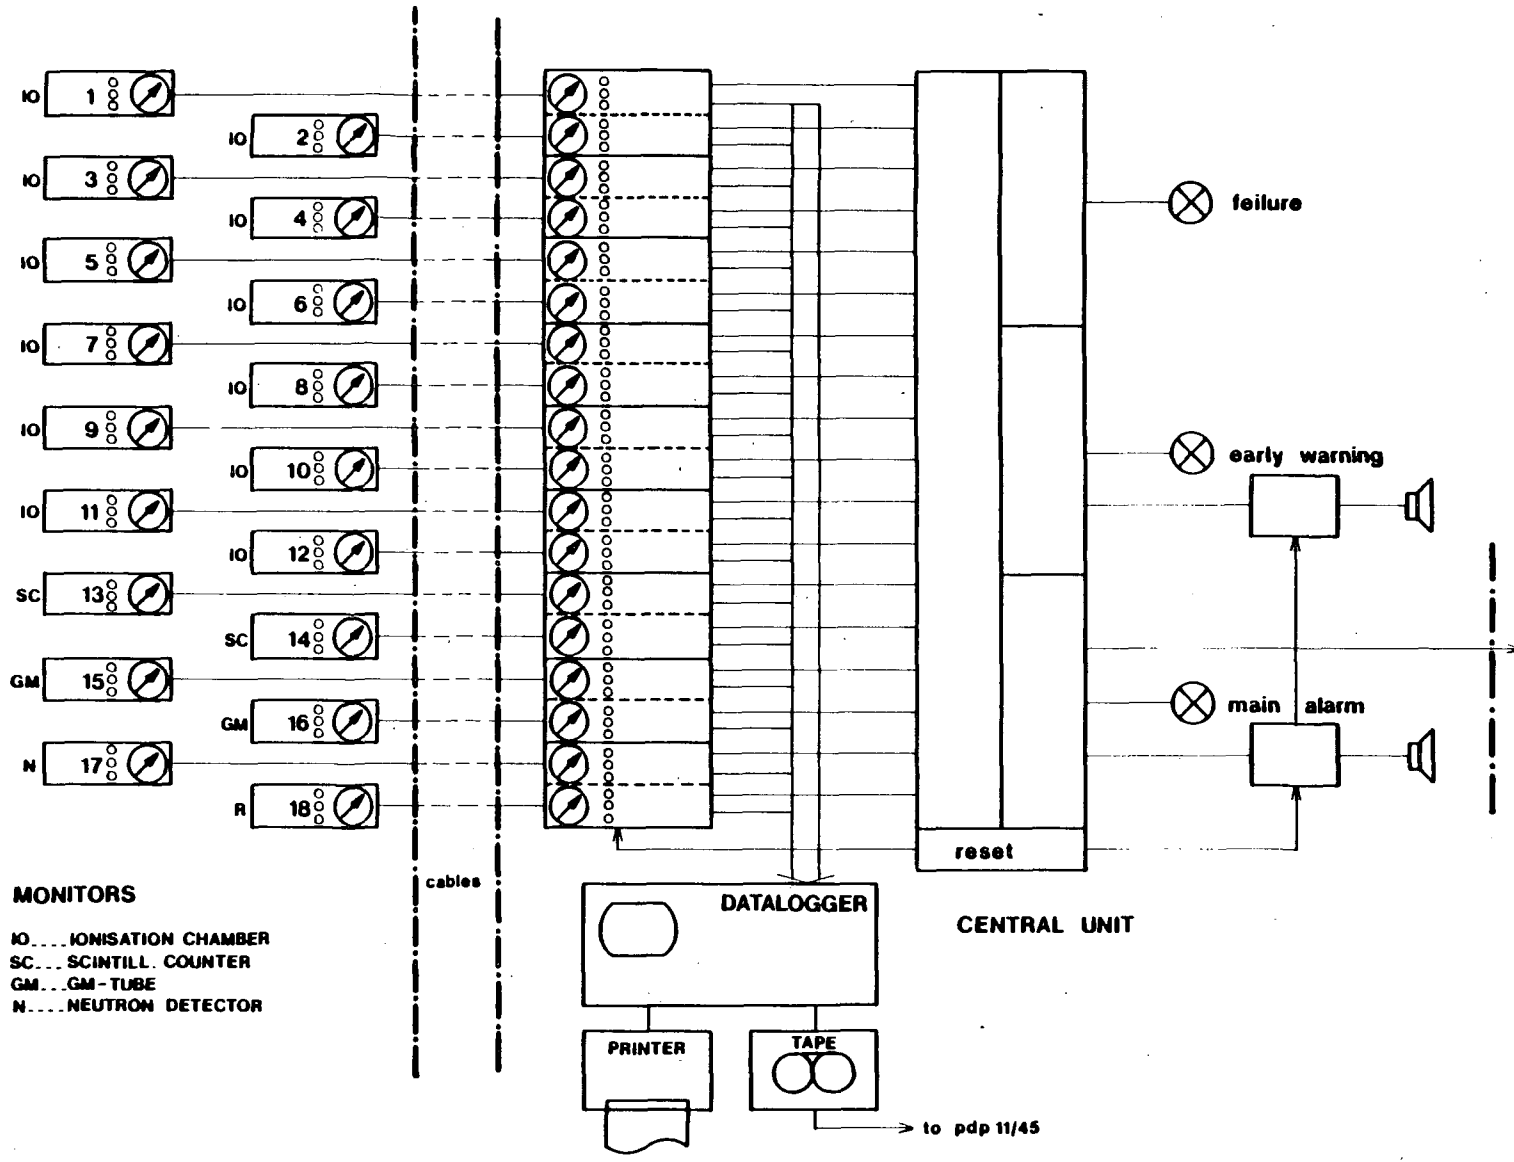 IO 1
IO 2
IO 3
IO 4
IO 5
IO 6
IO 7
IO 8
IO 9
IO 10
IO 11
IO 12
SC 13
SC 14
GM 15
GM 16
N 17
R 18
feilure
early warning
main alarm
reset
cables
MONITORS
IO....IONISATION CHAMBER
SC...SCINTILL. COUNTER
GM...GM-TUBE
N....NEUTRON DETECTOR
DATALOGGER
CENTRAL UNIT
PRINTER
TAPE
to pdp 11/45